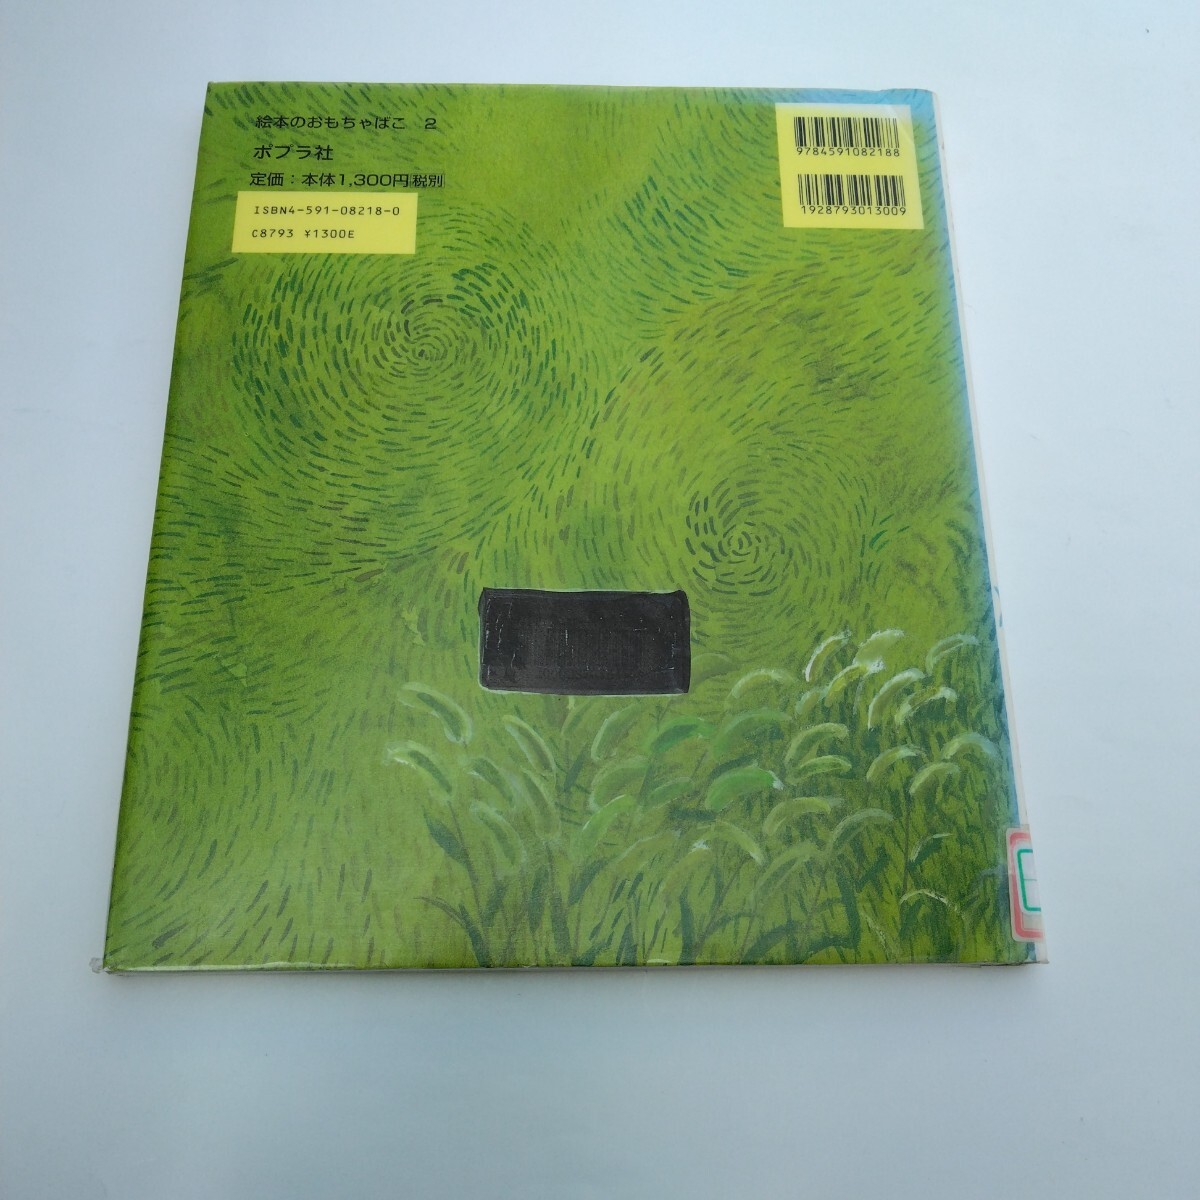 絵本のおもちゃばこ 2
ポプラ社
定価：本体1,300円(税別)
ISBN4-591-08218-0
C8793 ¥1300E
9784591082188
1928793013009
E